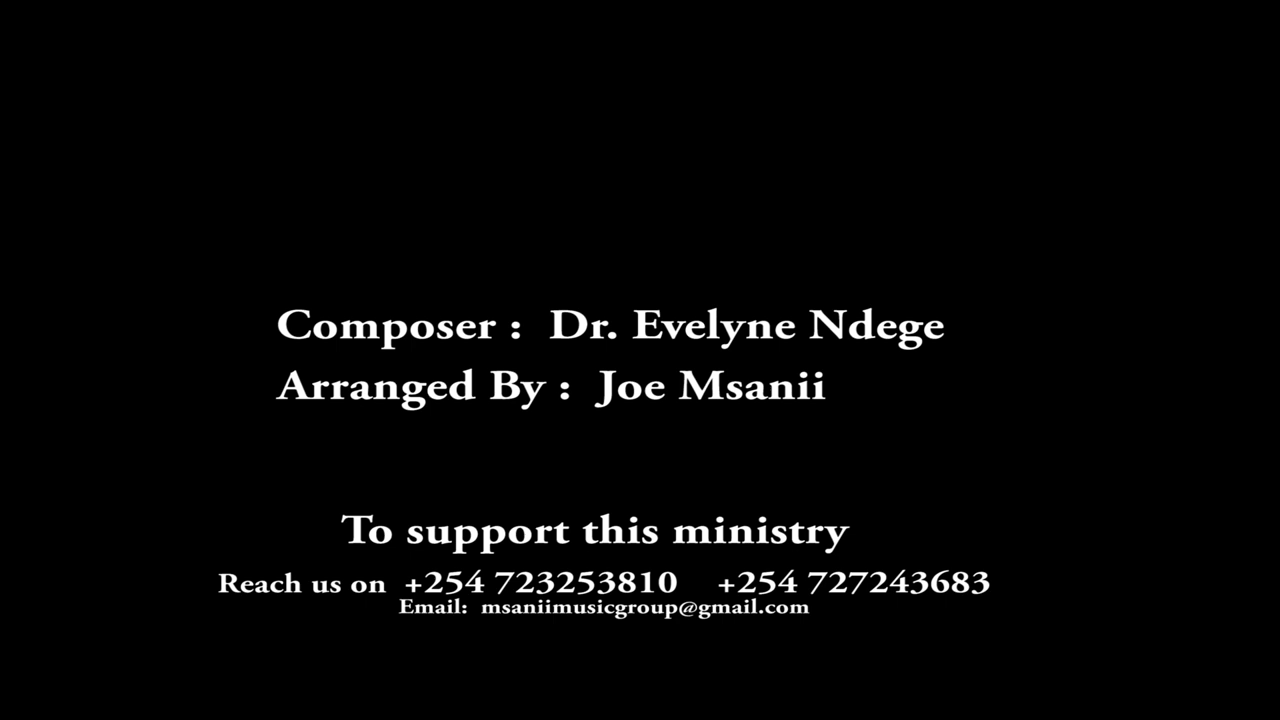 Composer :  Dr. Evelyne Ndege
Arranged By :  Joe Msanii
To support this ministry
Reach us on  +254 723253810    +254 727243683
Email:  msaniimusicgroup@gmail.com